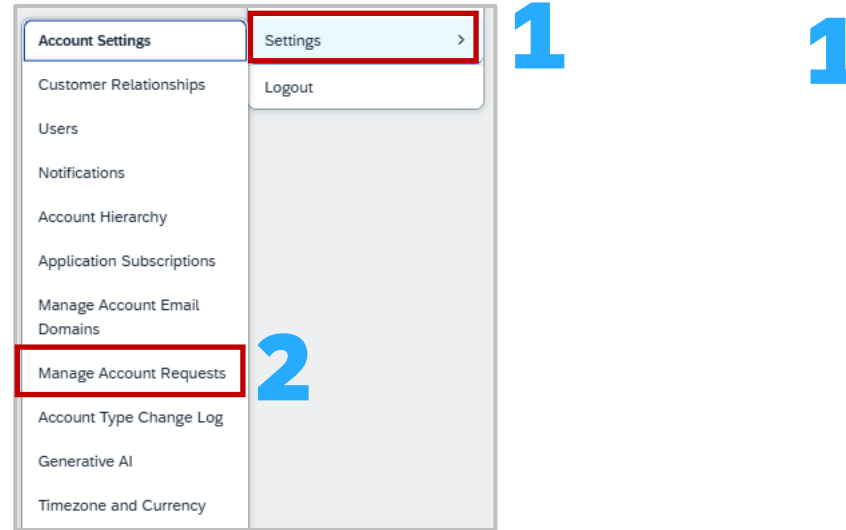 Account Settings
Customer Relationships
Users
Notifications
Account Hierarchy
Application Subscriptions
Manage Account Email
Domains
Manage Account Requests
Account Type Change Log
Generative AI
Timezone and Currency
Settings
Logout
1
2
1